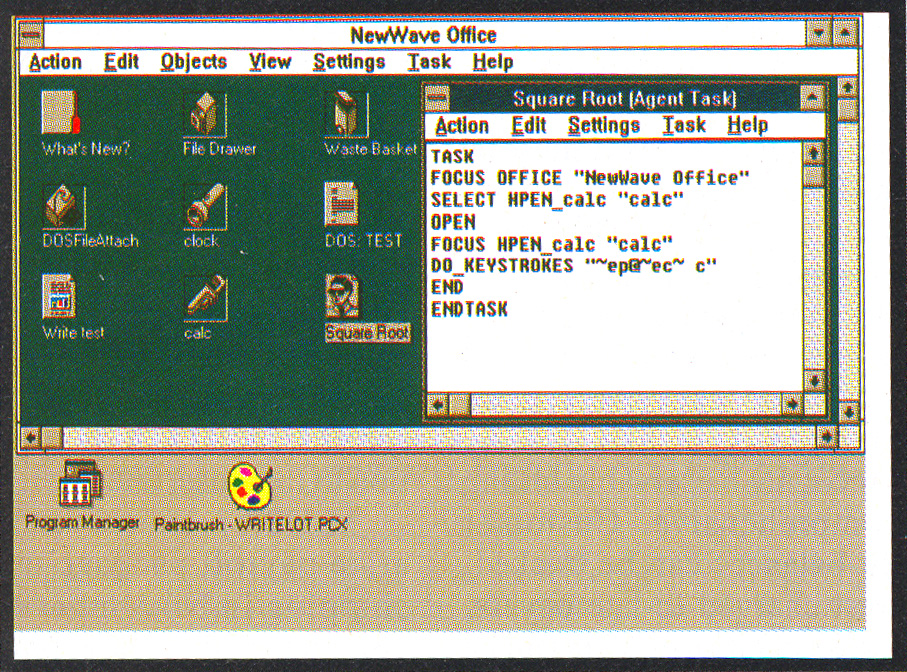 NewWave Office
Action Edit Objects View Settings Task Help
What's New? File Drawer Waste Basket
DOSFileAttach clock DOS: TEST
Write test calc Square Root
Square Root (Agent Task)
Action Edit Settings Task Help
TASK
FOCUS OFFICE "NewWave Office"
SELECT HPEN_calc "calc"
OPEN
FOCUS HPEN_calc "calc"
DO_KEYSTROKES "~ep@~ec~ c"
END
ENDTASK
Program Manager Paintbrush - WRITELOT.PCX